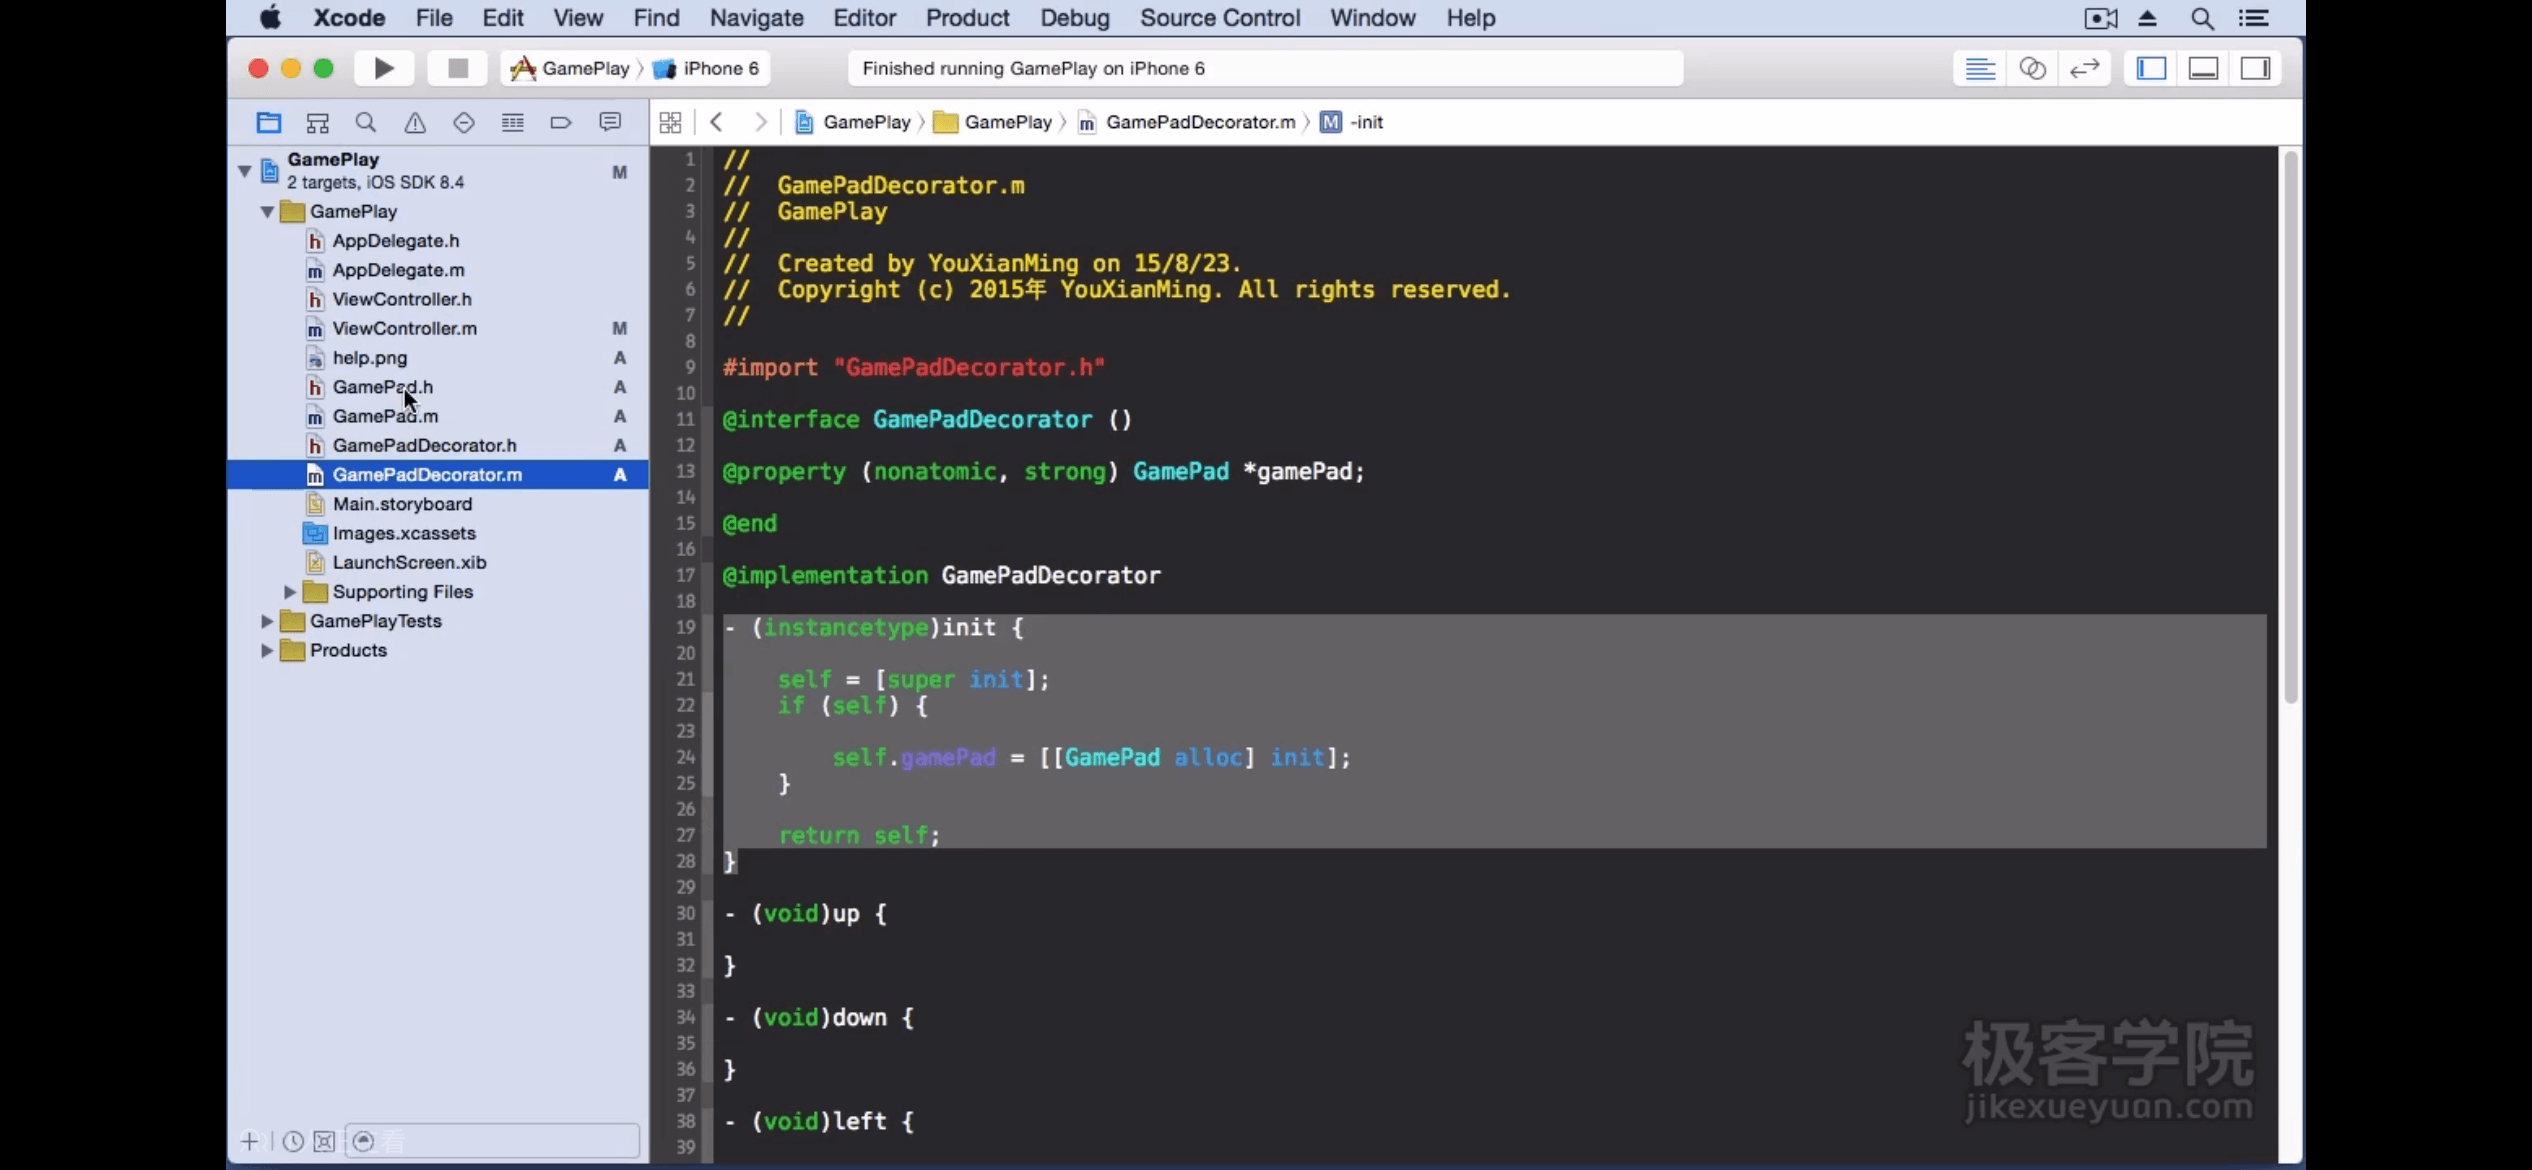 Xcode File Edit View Find Navigate Editor Product Debug Source Control Window Help
GamePlay 〉 iPhone 6
Finished running GamePlay on iPhone 6
GamePlay 〉 GamePlay 〉 m GamePadDecorator.m 〉 M -init
GamePlay
2 targets, iOS SDK 8.4 M
GamePlay
h AppDelegate.h
m AppDelegate.m
h ViewController.h
m ViewController.m M
help.png A
h GamePad.h A
m GamePad.m A
h GamePadDecorator.h A
m GamePadDecorator.m A
Main.storyboard
Images.xcassets
LaunchScreen.xib
Supporting Files
GamePlayTests
Products
1 //
2 //  GamePadDecorator.m
3 //  GamePlay
4 //
5 //  Created by YouXianMing on 15/8/23.
6 //  Copyright (c) 2015年 YouXianMing. All rights reserved.
7 //
8
9 #import "GamePadDecorator.h"
10
11 @interface GamePadDecorator ()
12
13 @property (nonatomic, strong) GamePad *gamePad;
14
15 @end
16
17 @implementation GamePadDecorator
18
19 - (instancetype)init {
20
21     self = [super init];
22     if (self) {
23
24         self.gamePad = [[GamePad alloc] init];
25     }
26
27     return self;
28 }
29
30 - (void)up {
31
32 }
33
34 - (void)down {
35
36 }
37
38 - (void)left {
39
极客学院
jikexueyuan.com